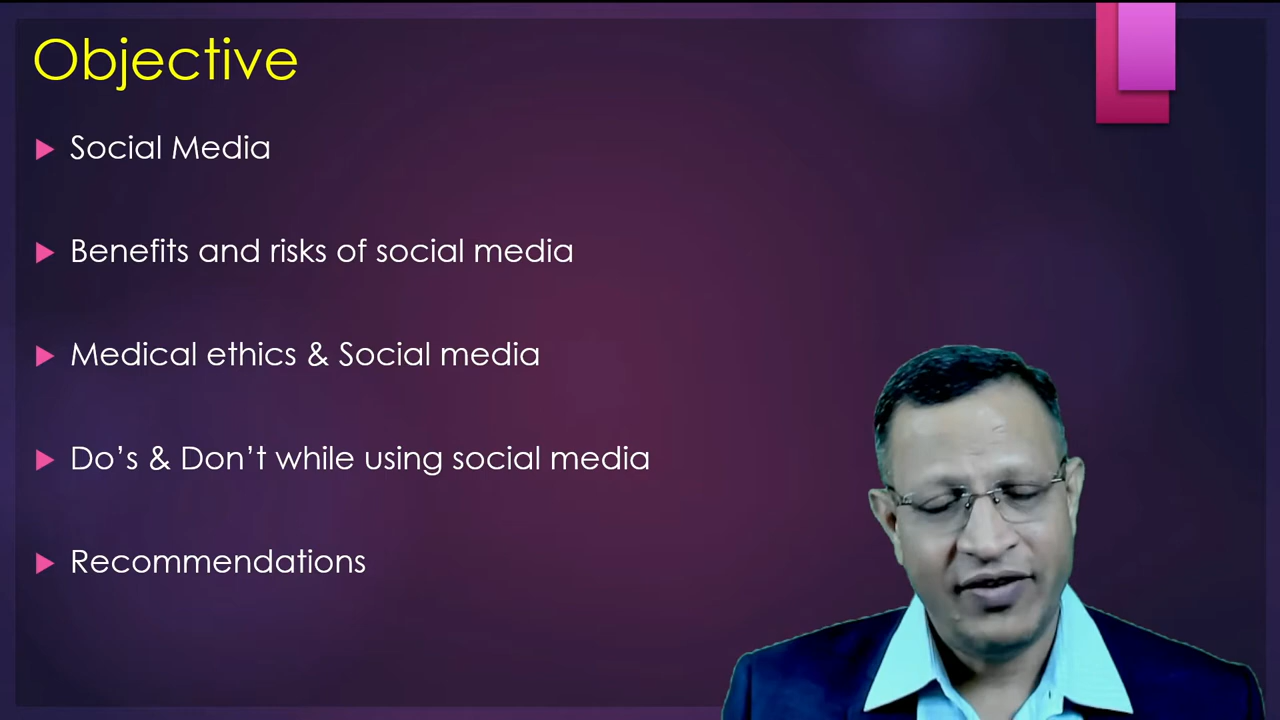 Objective
Social Media
Benefits and risks of social media
Medical ethics & Social media
Do’s & Don’t while using social media
Recommendations